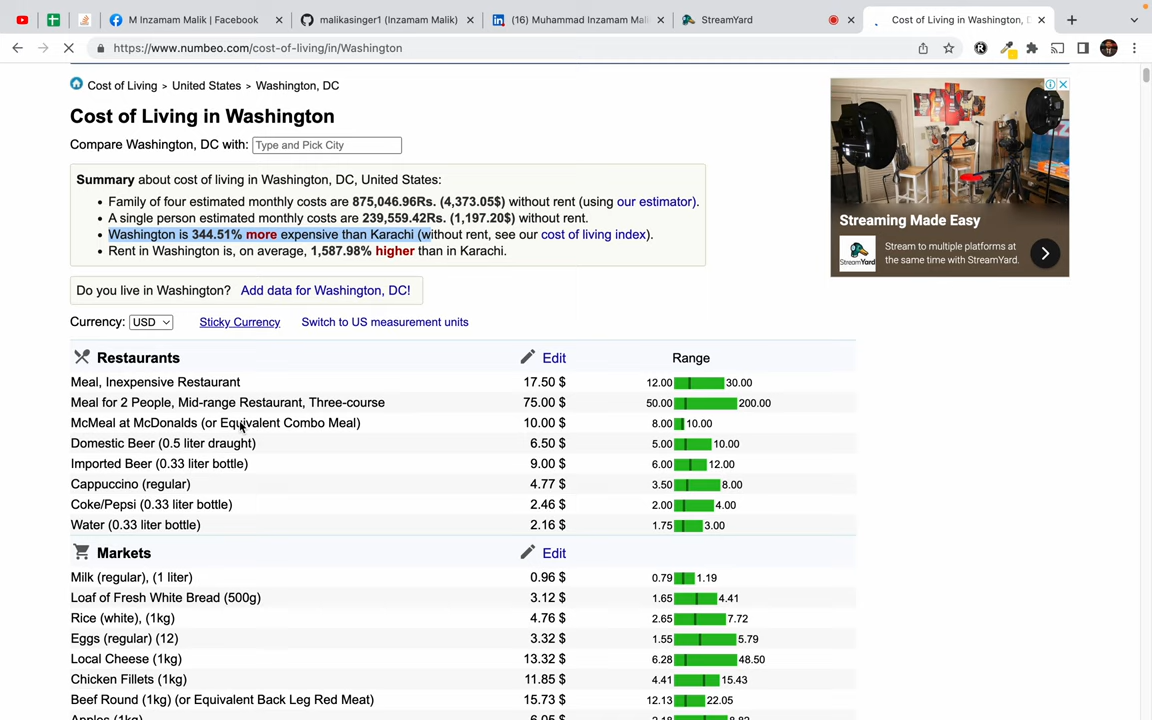 M Inzamam Malik | Facebook
malikasinger1 (Inzamam Malik)
(16) Muhammad Inzamam Mali
StreamYard
Cost of Living in Washington, D
https://www.numbeo.com/cost-of-living/in/Washington
Cost of Living > United States > Washington, DC
Cost of Living in Washington
Compare Washington, DC with: Type and Pick City
Summary about cost of living in Washington, DC, United States:
• Family of four estimated monthly costs are 875,046.96Rs. (4,373.05$) without rent (using our estimator).
• A single person estimated monthly costs are 239,559.42Rs. (1,197.20$) without rent.
• Washington is 344.51% more expensive than Karachi (without rent, see our cost of living index).
• Rent in Washington is, on average, 1,587.98% higher than in Karachi.
Do you live in Washington? Add data for Washington, DC!
Currency: USD Sticky Currency Switch to US measurement units
Restaurants Edit Range
Meal, Inexpensive Restaurant 17.50 $ 12.00 30.00
Meal for 2 People, Mid-range Restaurant, Three-course 75.00 $ 50.00 200.00
McMeal at McDonalds (or Equivalent Combo Meal) 10.00 $ 8.00 10.00
Domestic Beer (0.5 liter draught) 6.50 $ 5.00 10.00
Imported Beer (0.33 liter bottle) 9.00 $ 6.00 12.00
Cappuccino (regular) 4.77 $ 3.50 8.00
Coke/Pepsi (0.33 liter bottle) 2.46 $ 2.00 4.00
Water (0.33 liter bottle) 2.16 $ 1.75 3.00
Markets Edit
Milk (regular), (1 liter) 0.96 $ 0.79 1.19
Loaf of Fresh White Bread (500g) 3.12 $ 1.65 4.41
Rice (white), (1kg) 4.76 $ 2.65 7.72
Eggs (regular) (12) 3.32 $ 1.55 5.79
Local Cheese (1kg) 13.32 $ 6.28 48.50
Chicken Fillets (1kg) 11.85 $ 4.41 15.43
Beef Round (1kg) (or Equivalent Back Leg Red Meat) 15.73 $ 12.13 22.05
Apples (1kg) 6.05 $ 2.18 8.82
Streaming Made Easy
Stream to multiple platforms at
the same time with StreamYard.